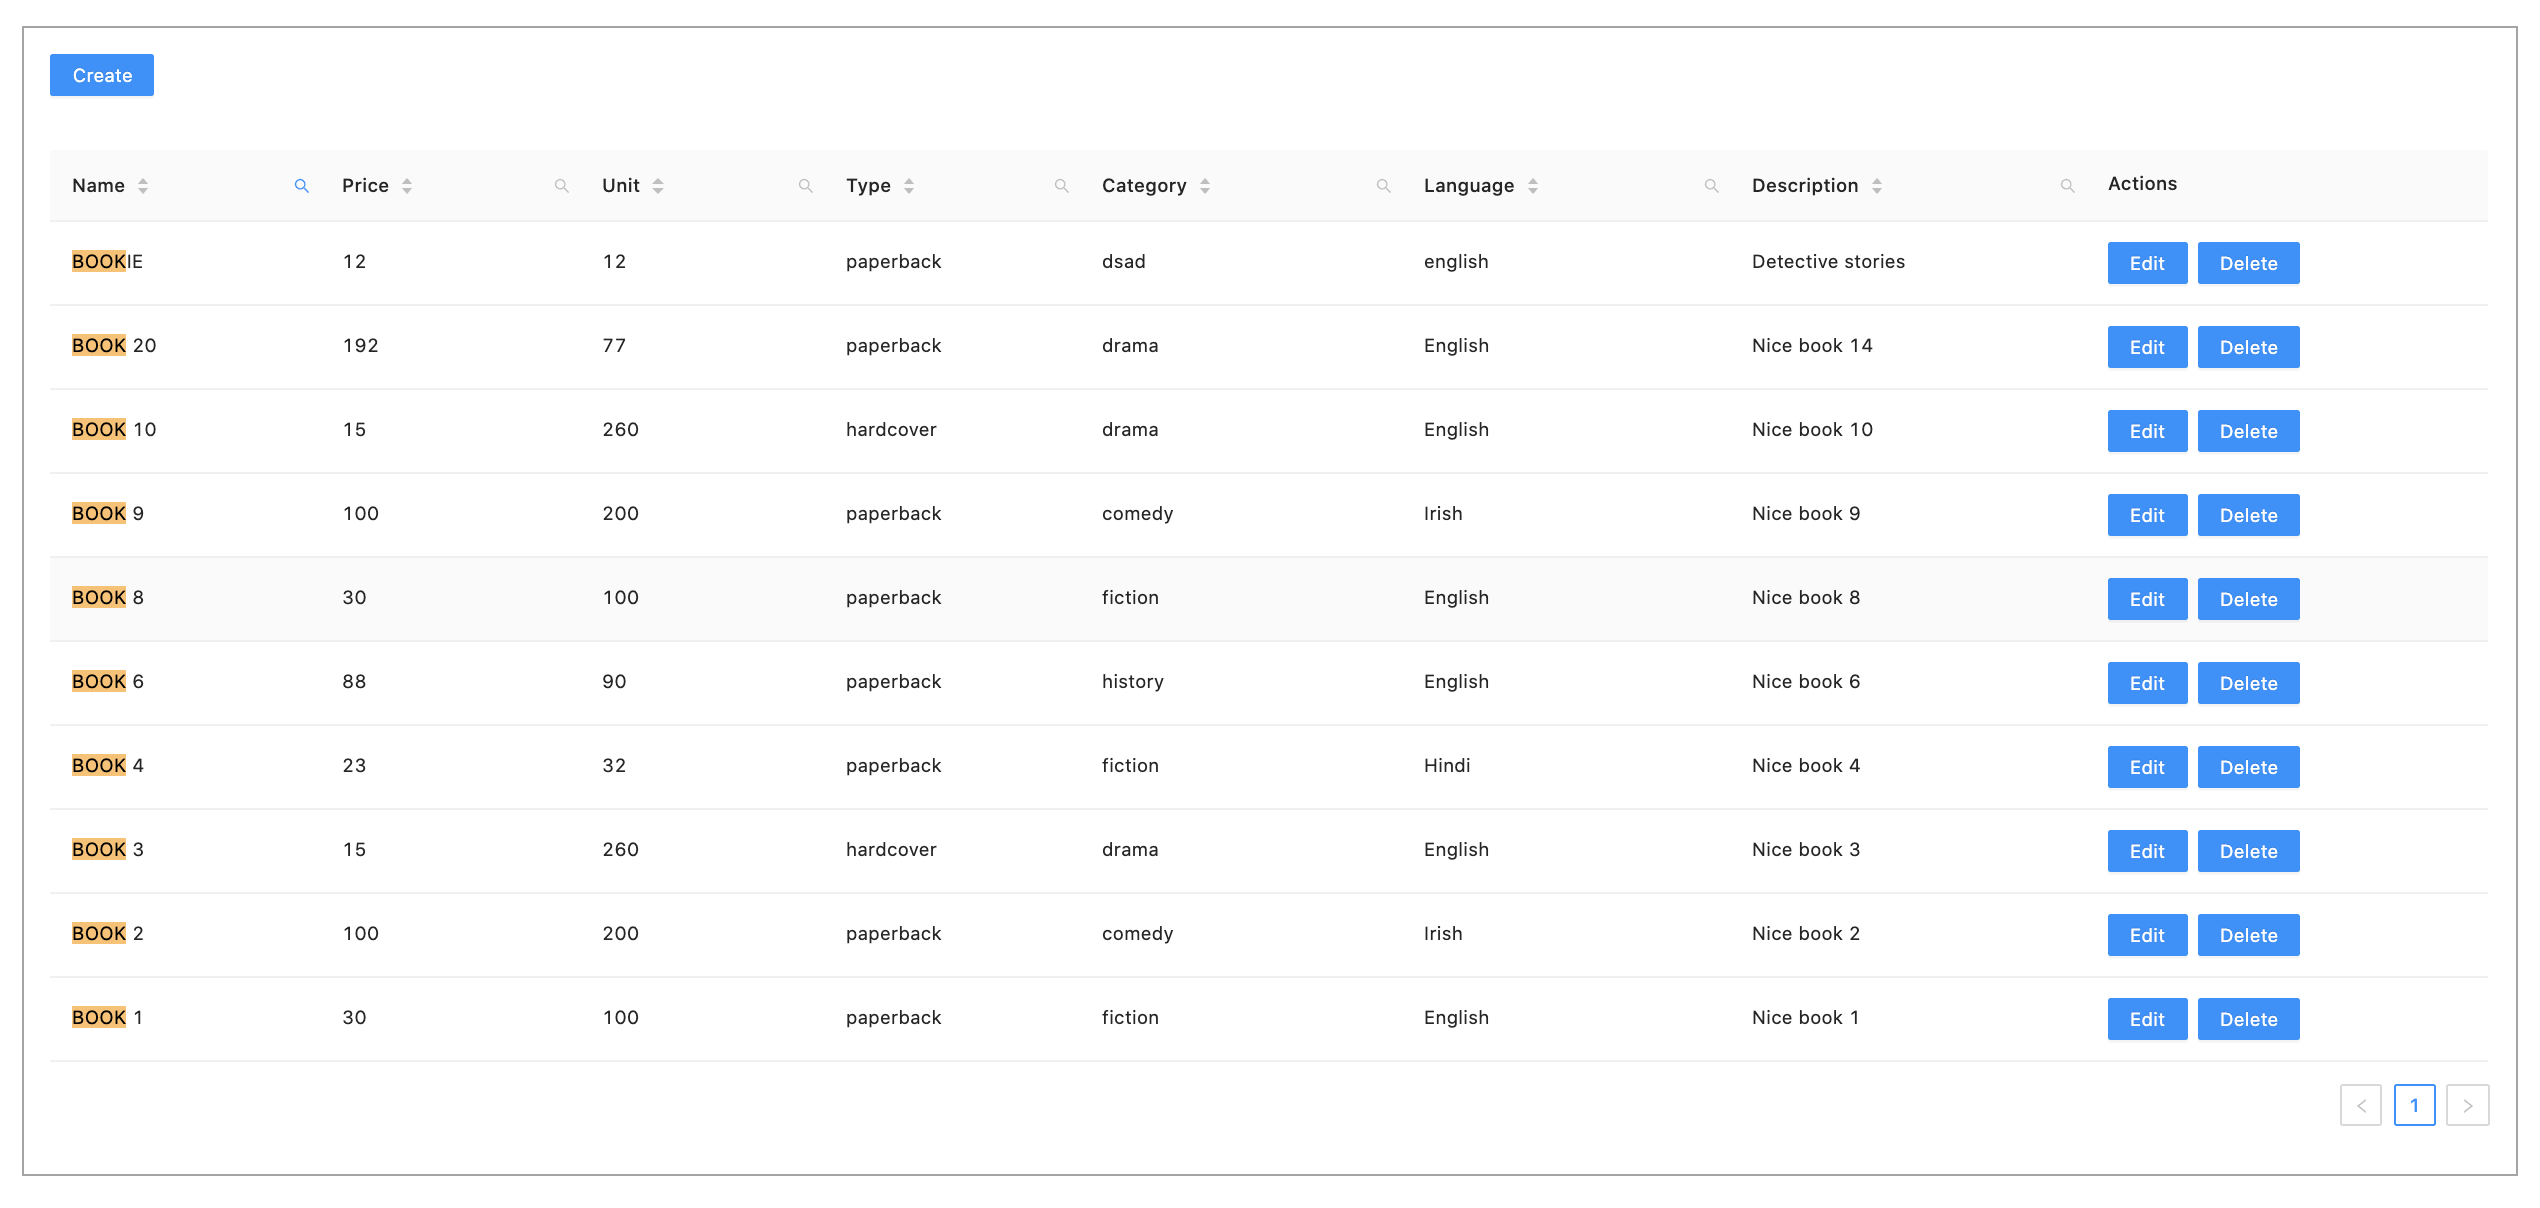 Create
Name Price Unit Type Category Language Description Actions
BOOKIE 12 12 paperback dsad english Detective stories Edit Delete
BOOK 20 192 77 paperback drama English Nice book 14 Edit Delete
BOOK 10 15 260 hardcover drama English Nice book 10 Edit Delete
BOOK 9 100 200 paperback comedy Irish Nice book 9 Edit Delete
BOOK 8 30 100 paperback fiction English Nice book 8 Edit Delete
BOOK 6 88 90 paperback history English Nice book 6 Edit Delete
BOOK 4 23 32 paperback fiction Hindi Nice book 4 Edit Delete
BOOK 3 15 260 hardcover drama English Nice book 3 Edit Delete
BOOK 2 100 200 paperback comedy Irish Nice book 2 Edit Delete
BOOK 1 30 100 paperback fiction English Nice book 1 Edit Delete
< 1 >